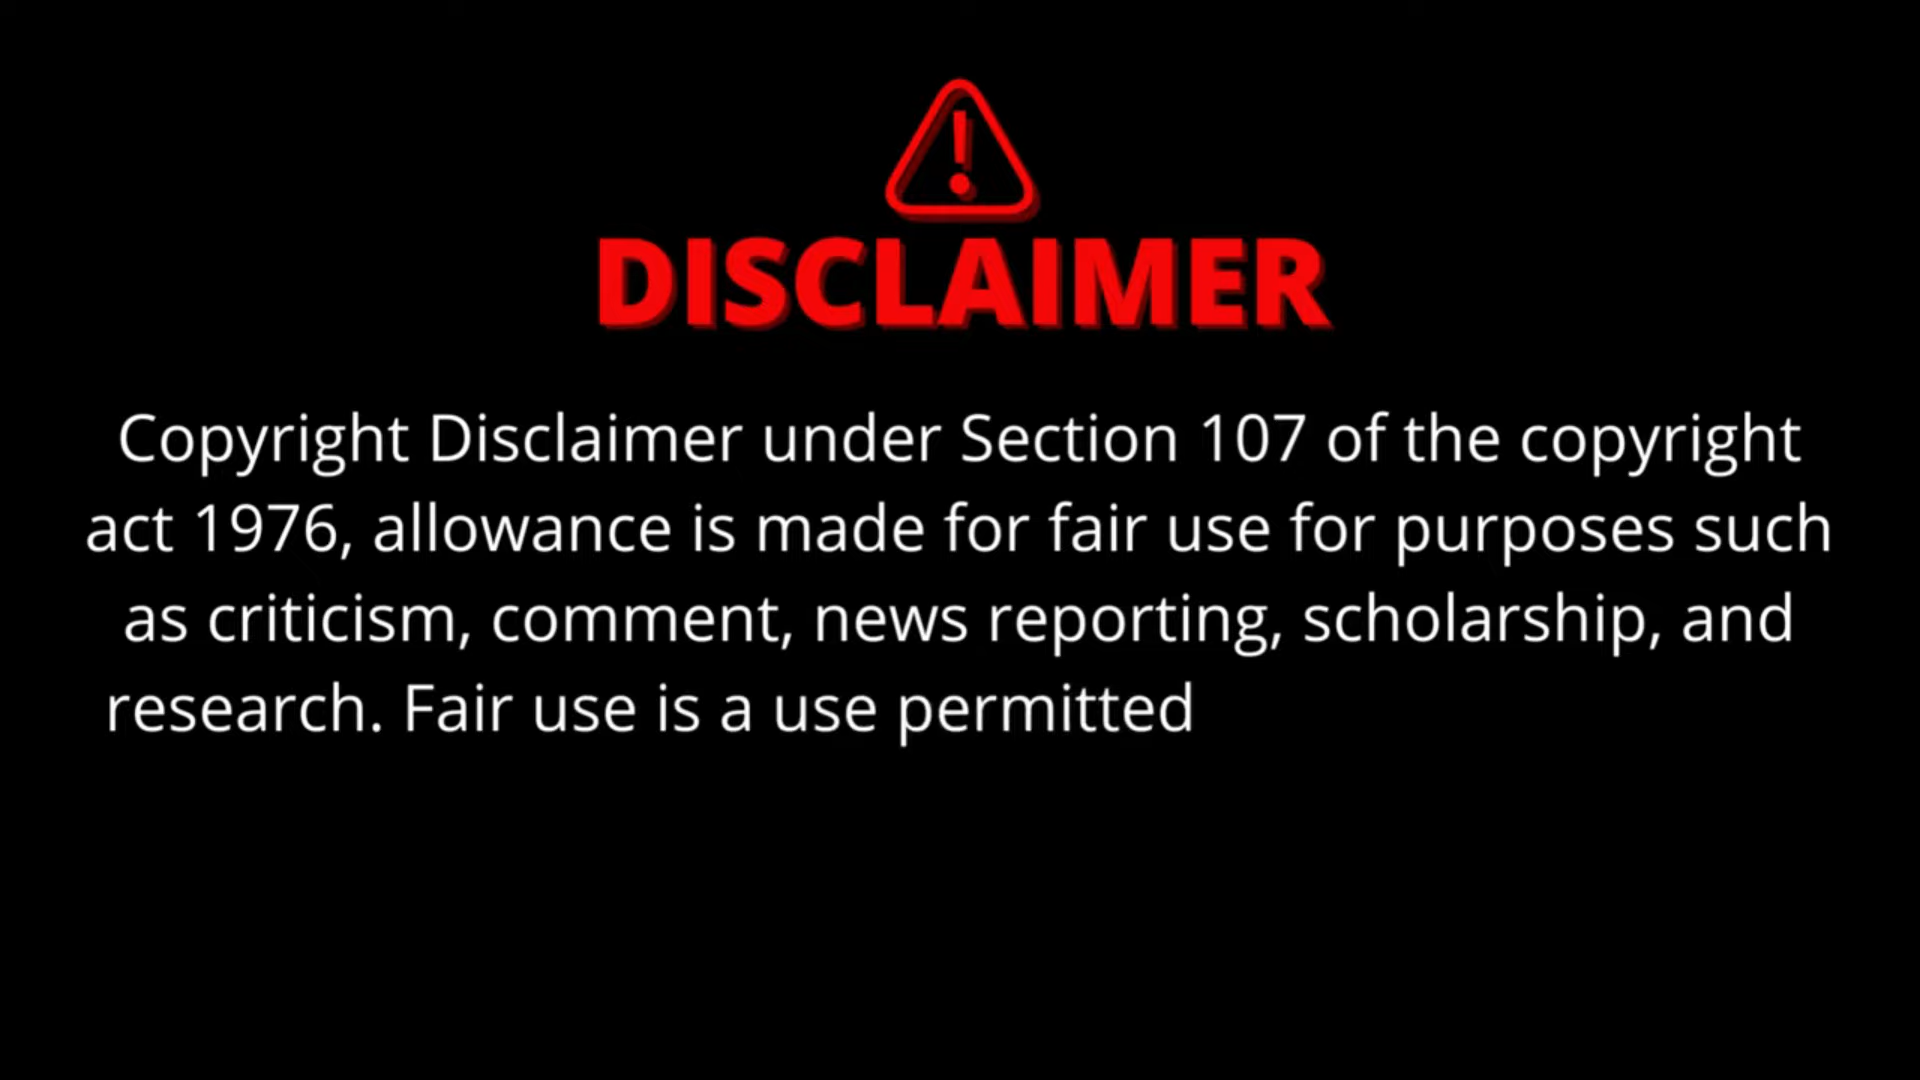 DISCLAIMER
Copyright Disclaimer under Section 107 of the copyright
act 1976, allowance is made for fair use for purposes such
as criticism, comment, news reporting, scholarship, and
research. Fair use is a use permitted